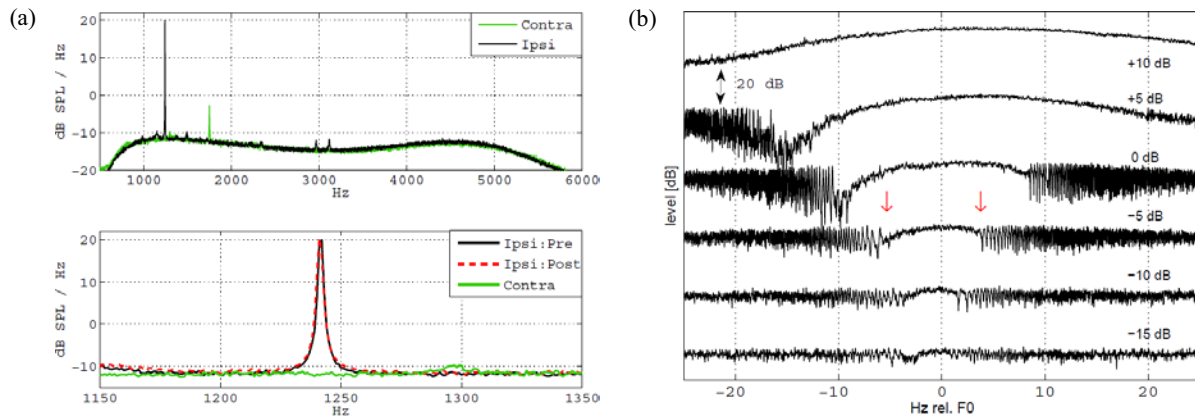 (a)
20
10
0
-10
-20
dB SPL / Hz
Contra
Ipsi
1000 2000 3000 4000 5000 6000
Hz
20
10
0
-10
dB SPL / Hz
Ipsi:Pre
Ipsi:Post
Contra
1150 1200 1250 1300 1350
Hz
(b)
level [dB]
20 dB
+10 dB
+5 dB
0 dB
−5 dB
−10 dB
−15 dB
−20 −10 0 10 20
Hz rel. F0